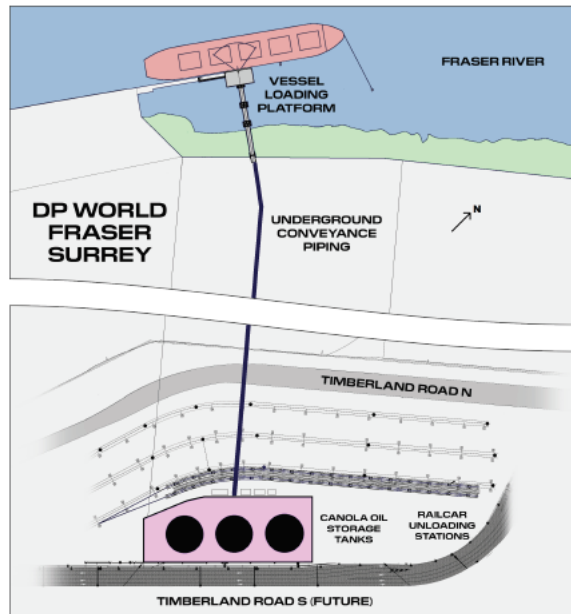 FRASER RIVER
VESSEL
LOADING
PLATFORM
DP WORLD
FRASER
SURREY
UNDERGROUND
CONVEYANCE
PIPING
N
TIMBERLAND ROAD N
CANOLA OIL
STORAGE
TANKS
RAILCAR
UNLOADING
STATIONS
TIMBERLAND ROAD S (FUTURE)